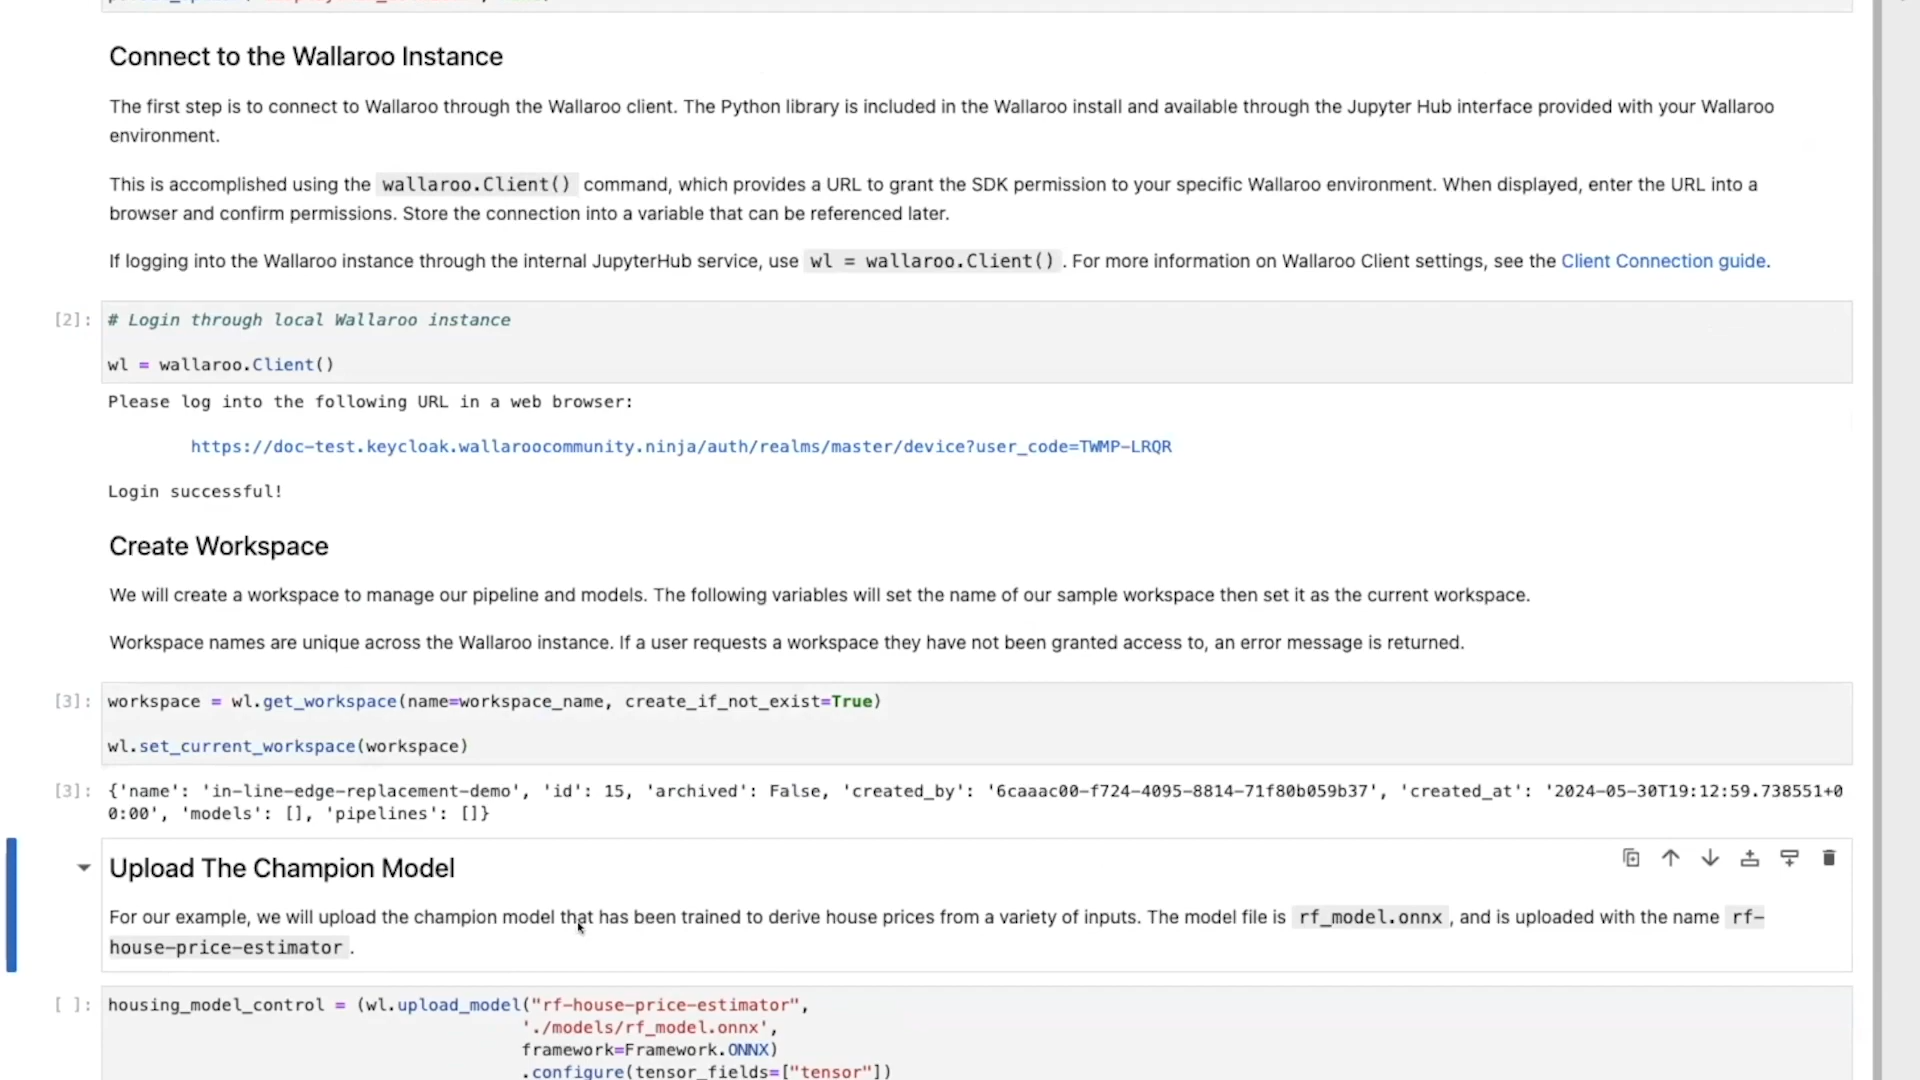 Connect to the Wallaroo Instance
The first step is to connect to Wallaroo through the Wallaroo client. The Python library is included in the Wallaroo install and available through the Jupyter Hub interface provided with your Wallaroo
environment.
This is accomplished using the wallaroo.Client() command, which provides a URL to grant the SDK permission to your specific Wallaroo environment. When displayed, enter the URL into a
browser and confirm permissions. Store the connection into a variable that can be referenced later.
If logging into the Wallaroo instance through the internal JupyterHub service, use wl = wallaroo.Client() . For more information on Wallaroo Client settings, see the Client Connection guide.
[2]: # Login through local Wallaroo instance
wl = wallaroo.Client()
Please log into the following URL in a web browser:
https://doc-test.keycloak.wallaroocommunity.ninja/auth/realms/master/device?user_code=TWMP-LRQR
Login successful!
Create Workspace
We will create a workspace to manage our pipeline and models. The following variables will set the name of our sample workspace then set it as the current workspace.
Workspace names are unique across the Wallaroo instance. If a user requests a workspace they have not been granted access to, an error message is returned.
[3]: workspace = wl.get_workspace(name=workspace_name, create_if_not_exist=True)
wl.set_current_workspace(workspace)
[3]: {'name': 'in-line-edge-replacement-demo', 'id': 15, 'archived': False, 'created_by': '6caaac00-f724-4095-8814-71f80b059b37', 'created_at': '2024-05-30T19:12:59.738551+0
0:00', 'models': [], 'pipelines': []}
Upload The Champion Model
For our example, we will upload the champion model that has been trained to derive house prices from a variety of inputs. The model file is rf_model.onnx , and is uploaded with the name rf-
house-price-estimator .
[ ]: housing_model_control = (wl.upload_model("rf-house-price-estimator",
'./models/rf_model.onnx',
framework=Framework.ONNX)
.configure(tensor_fields=["tensor"])